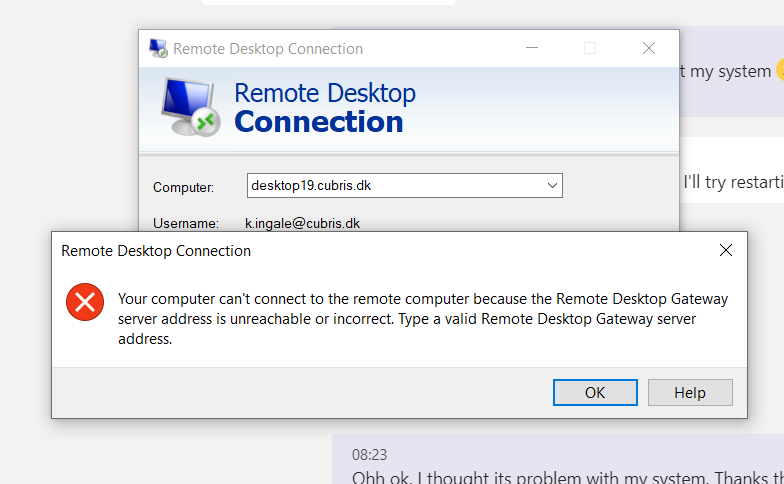 Remote Desktop Connection
Remote Desktop
Connection
t my system
Computer:
desktop19.cubris.dk
I'll try restarti
Username:
k.ingale@cubris.dk
Remote Desktop Connection
Your computer can't connect to the remote computer because the Remote Desktop Gateway
server address is unreachable or incorrect. Type a valid Remote Desktop Gateway server
address.
OK
Help
08:23
Ohh ok. I thought its problem with my system. Thanks th